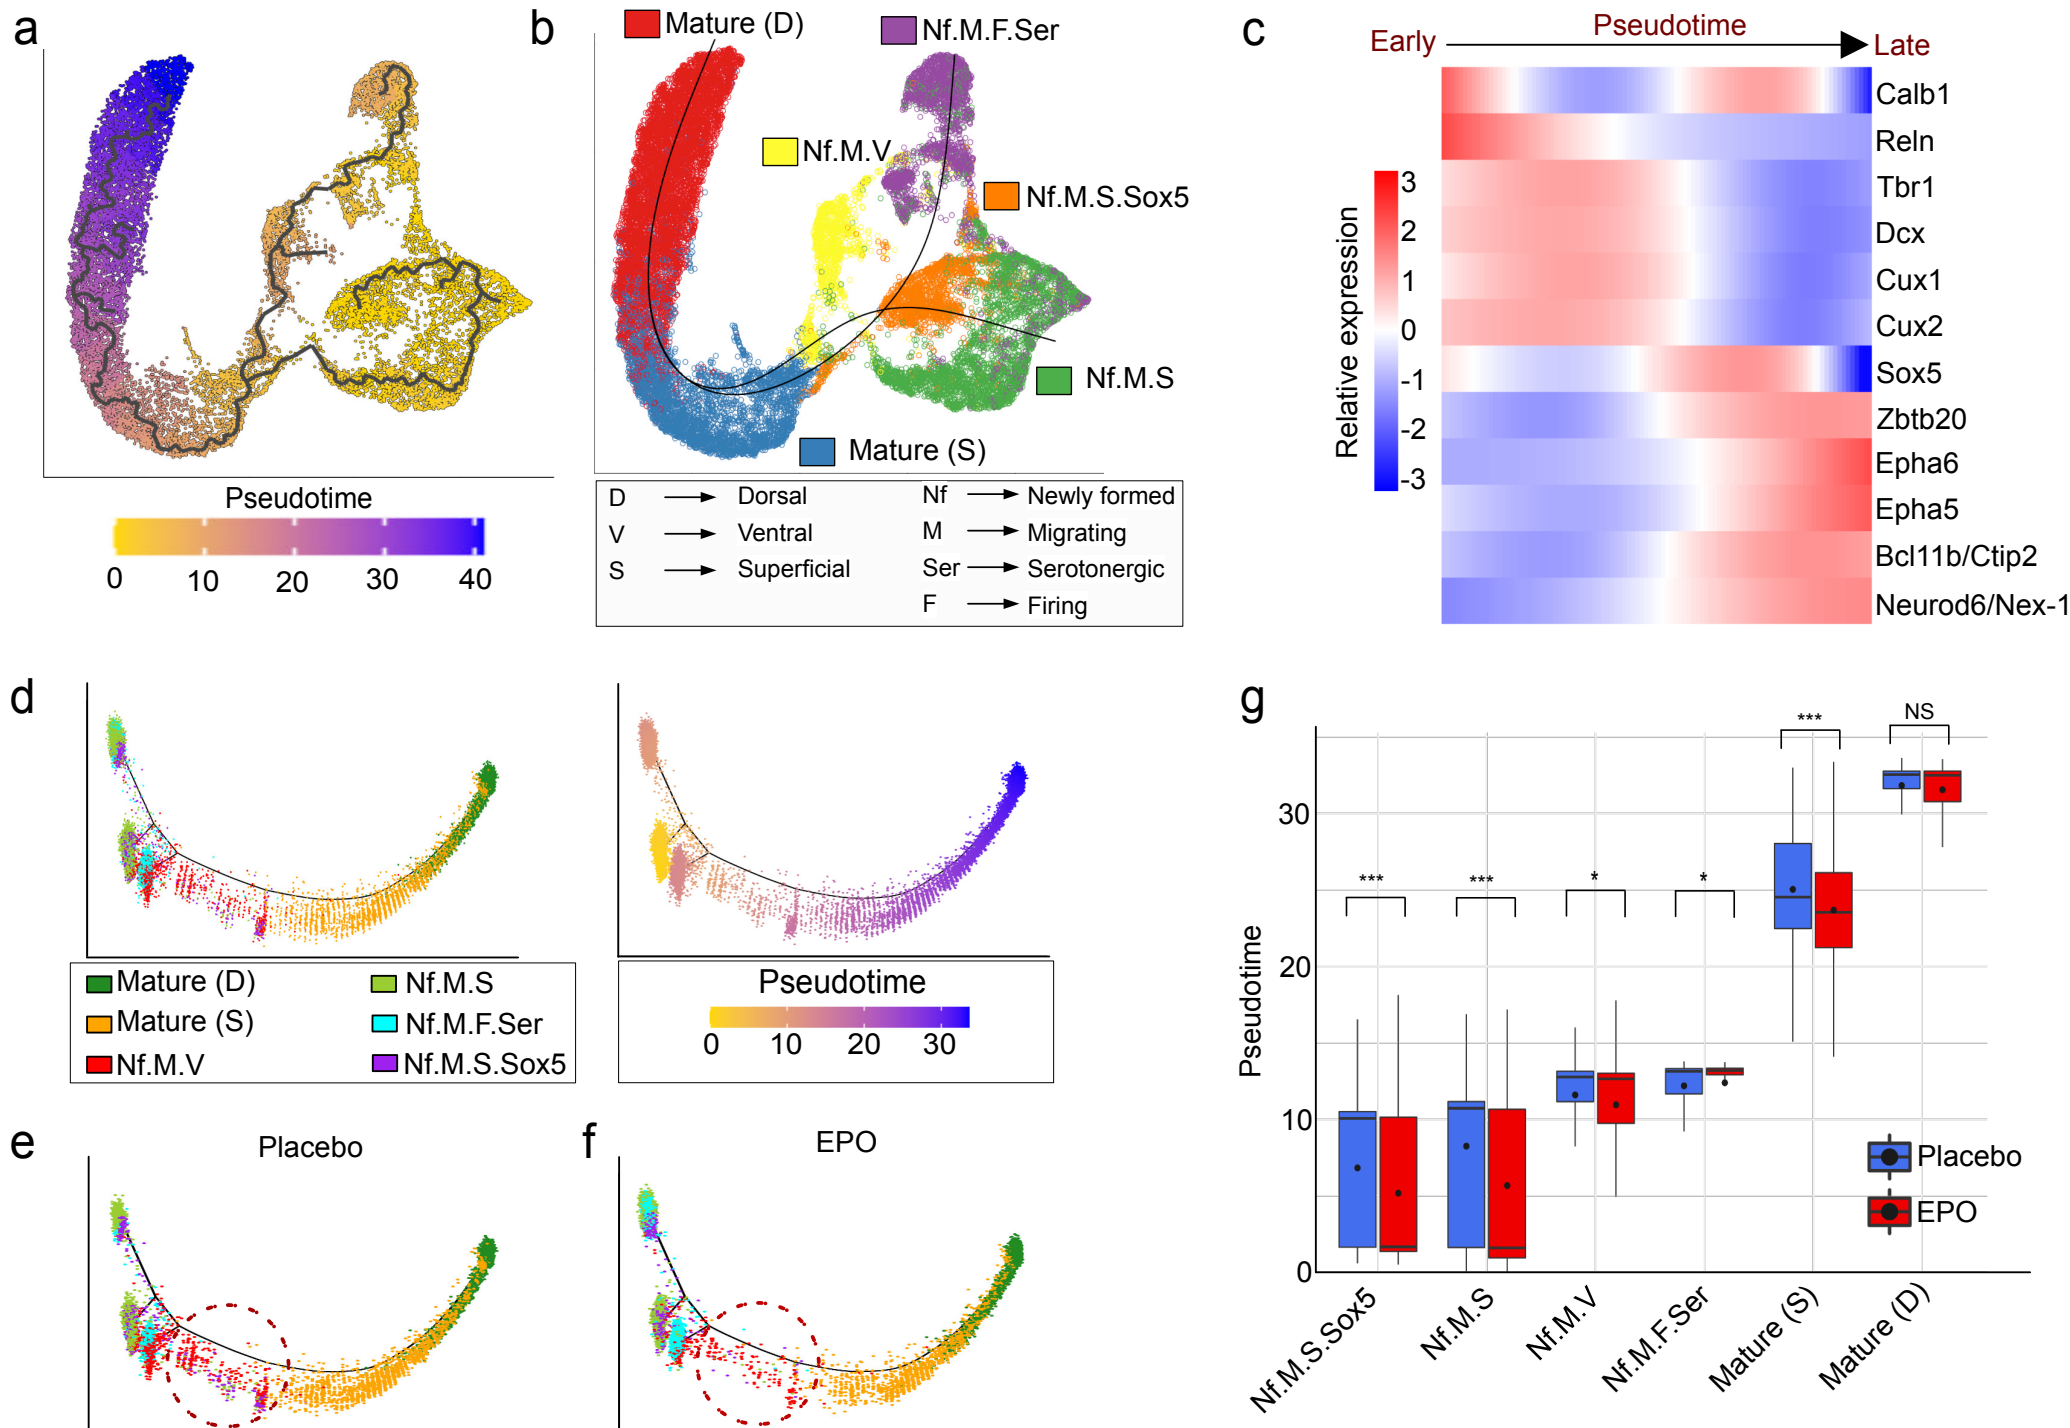 a
Pseudotime
0 10 20 30 40
b
Mature (D)
Nf.M.F.Ser
Nf.M.V
Nf.M.S.Sox5
Nf.M.S
Mature (S)
D Dorsal Nf Newly formed
V Ventral M Migrating
S Superficial Ser Serotonergic
F Firing
c
Pseudotime
Early Late
Relative expression
3
2
1
0
-1
-2
-3
Calb1
Reln
Tbr1
Dcx
Cux1
Cux2
Sox5
Zbtb20
Epha6
Epha5
Bcl11b/Ctip2
Neurod6/Nex-1
d
Mature (D) Nf.M.S
Mature (S) Nf.M.F.Ser
Nf.M.V Nf.M.S.Sox5
Pseudotime
0 10 20 30
e
Placebo
f
EPO
g
Pseudotime
30
20
10
0
*** *** * * *** NS
Placebo
EPO
Nf.M.S.Sox5
Nf.M.S
Nf.M.V
Nf.M.F.Ser
Mature (S)
Mature (D)